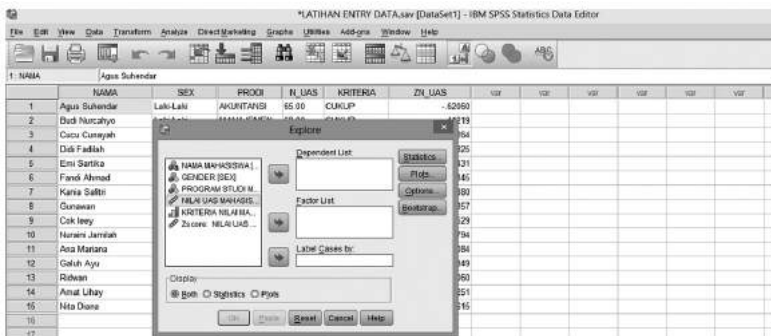 *LATIHAN ENTRY DATA.sav [DataSet1] - IBM SPSS Statistics Data Editor
File Edit View Data Transform Analyze Direct Marketing Graphs Utilities Add-ons Window Help
1 : NAMA Agus Suhendar
NAMA SEX PRODI N_UAS KRITERIA ZN_UAS var var var var var var
1 Agus Suhendar Laki-Laki AKUNTANSI 65.00 CUKUP -.62060
2 Budi Nurcahyo
3 Cucu Cunayah
4 Didi Fadilah
5 Erni Sartika
6 Fandi Ahmad
7 Kania Safitri
8 Gunawan
9 Cok leey
10 Nuraini Jamilah
11 Ana Mariana
12 Galuh Ayu
13 Ridwan
14 Amat Lihay
15 Nita Diana
16
17
Explore
NAMA MAHASISWA [...
GENDER [SEX]
PROGRAM STUDI M...
NILAI UAS MAHASIS...
KRITERIA NILAI MA...
Zscore: NILAI UAS ...
Dependent List:
Factor List:
Label Cases by:
Statistics...
Plots...
Options...
Bootstrap...
Display
Both Statistics Plots
OK Paste Reset Cancel Help